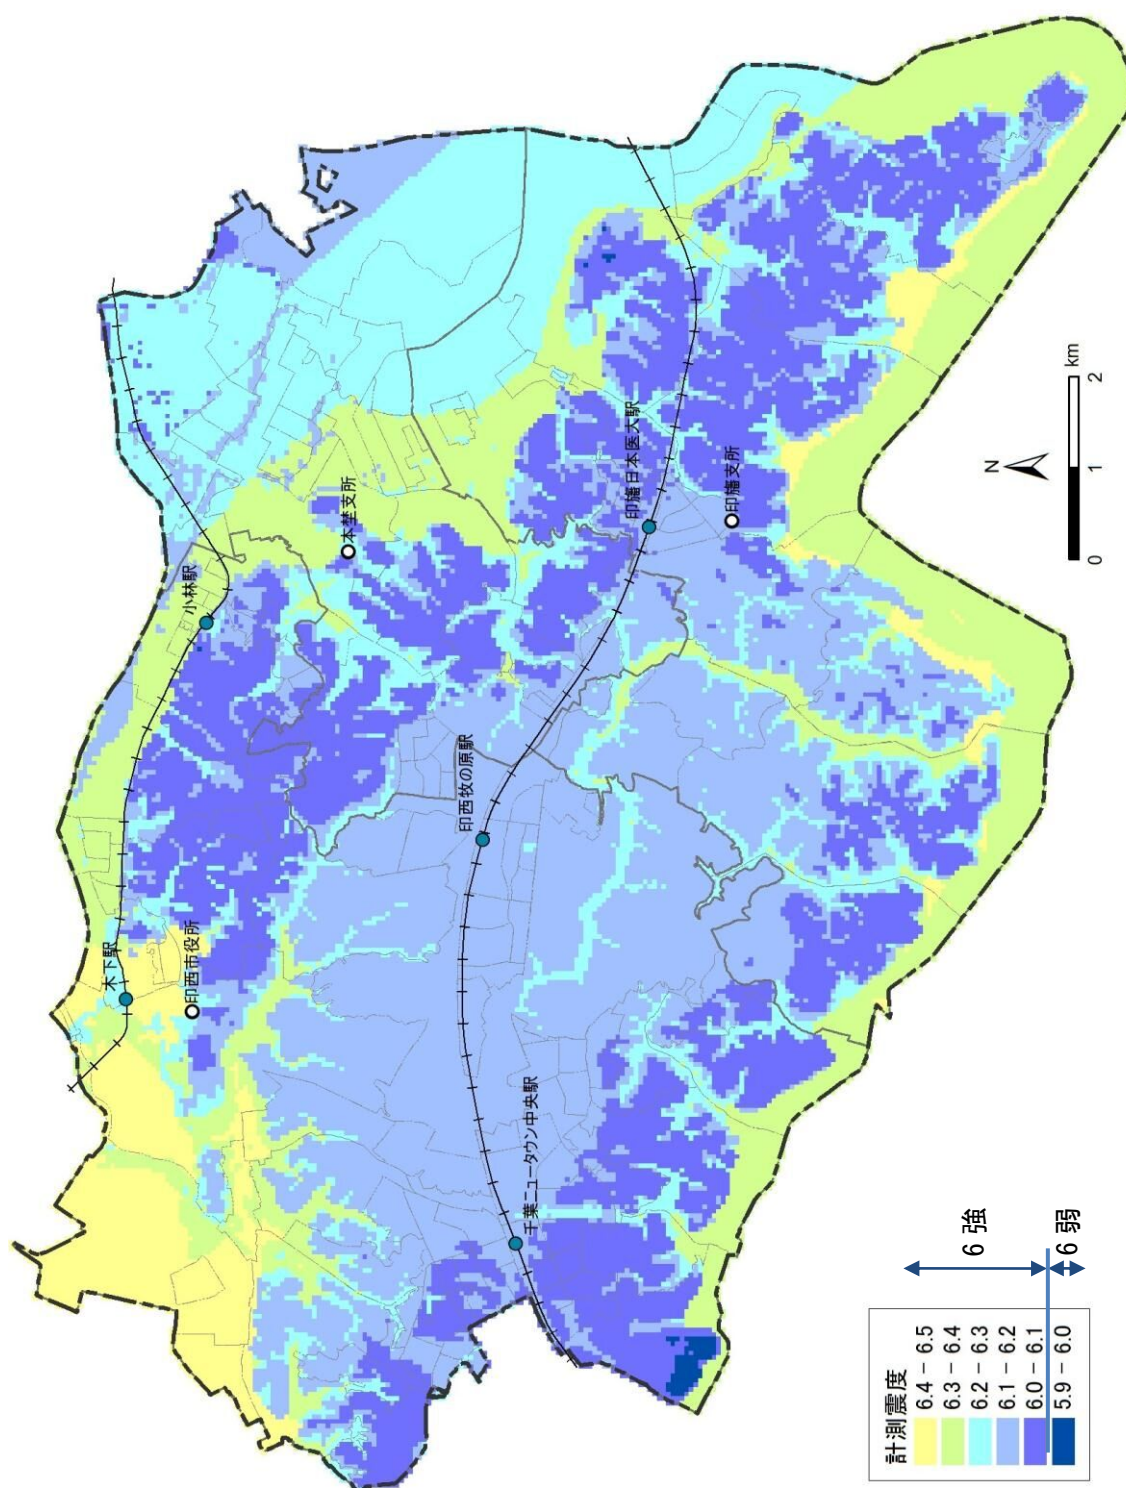 木下駅
印西市役所
小林駅
本埜支所
印西牧の原駅
千葉ニュータウン中央駅
印旛日本医大駅
印旛支所
N
0 1 2 km
計測震度
6.4 － 6.5
6.3 － 6.4
6.2 － 6.3
6.1 － 6.2
6.0 － 6.1
5.9 － 6.0
6 強
6 弱